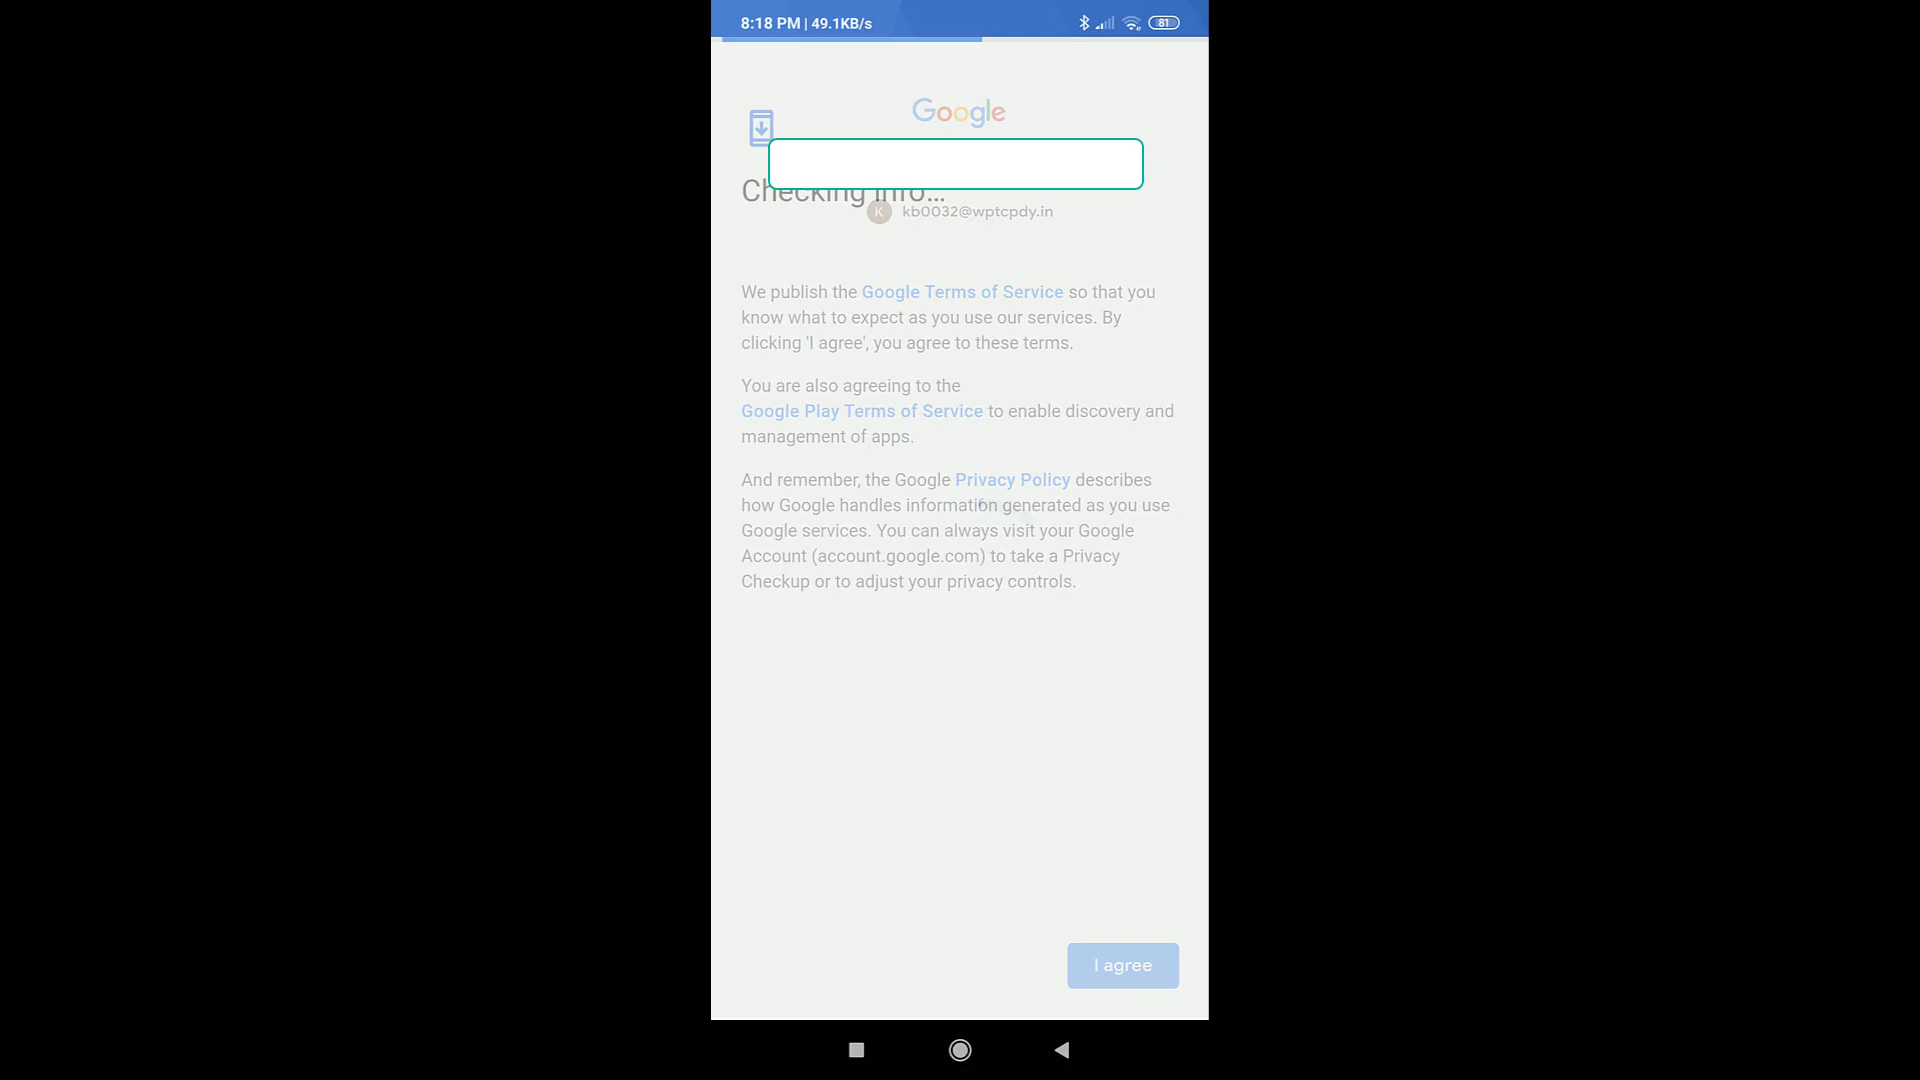 8:18 PM | 49.1KB/s
81
Google
Checking info...
K kb0032@wptcpdy.in
We publish the Google Terms of Service so that you
know what to expect as you use our services. By
clicking 'I agree', you agree to these terms.
You are also agreeing to the
Google Play Terms of Service to enable discovery and
management of apps.
And remember, the Google Privacy Policy describes
how Google handles information generated as you use
Google services. You can always visit your Google
Account (account.google.com) to take a Privacy
Checkup or to adjust your privacy controls.
I agree